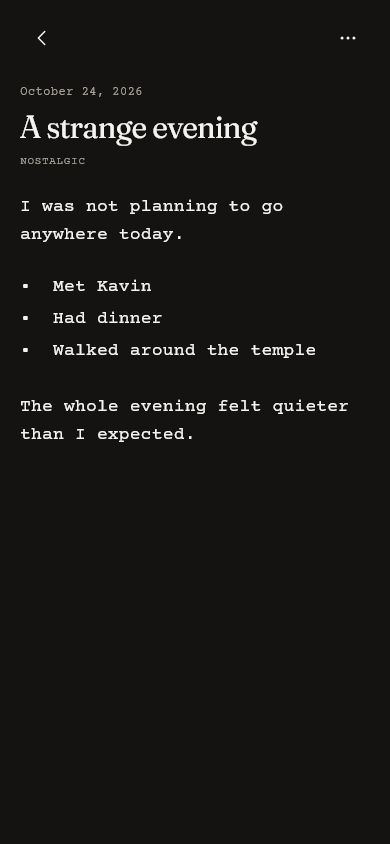 October 24, 2026
A strange evening
NOSTALGIC
I was not planning to go
anywhere today.
▪ Met Kavin
▪ Had dinner
▪ Walked around the temple
The whole evening felt quieter
than I expected.